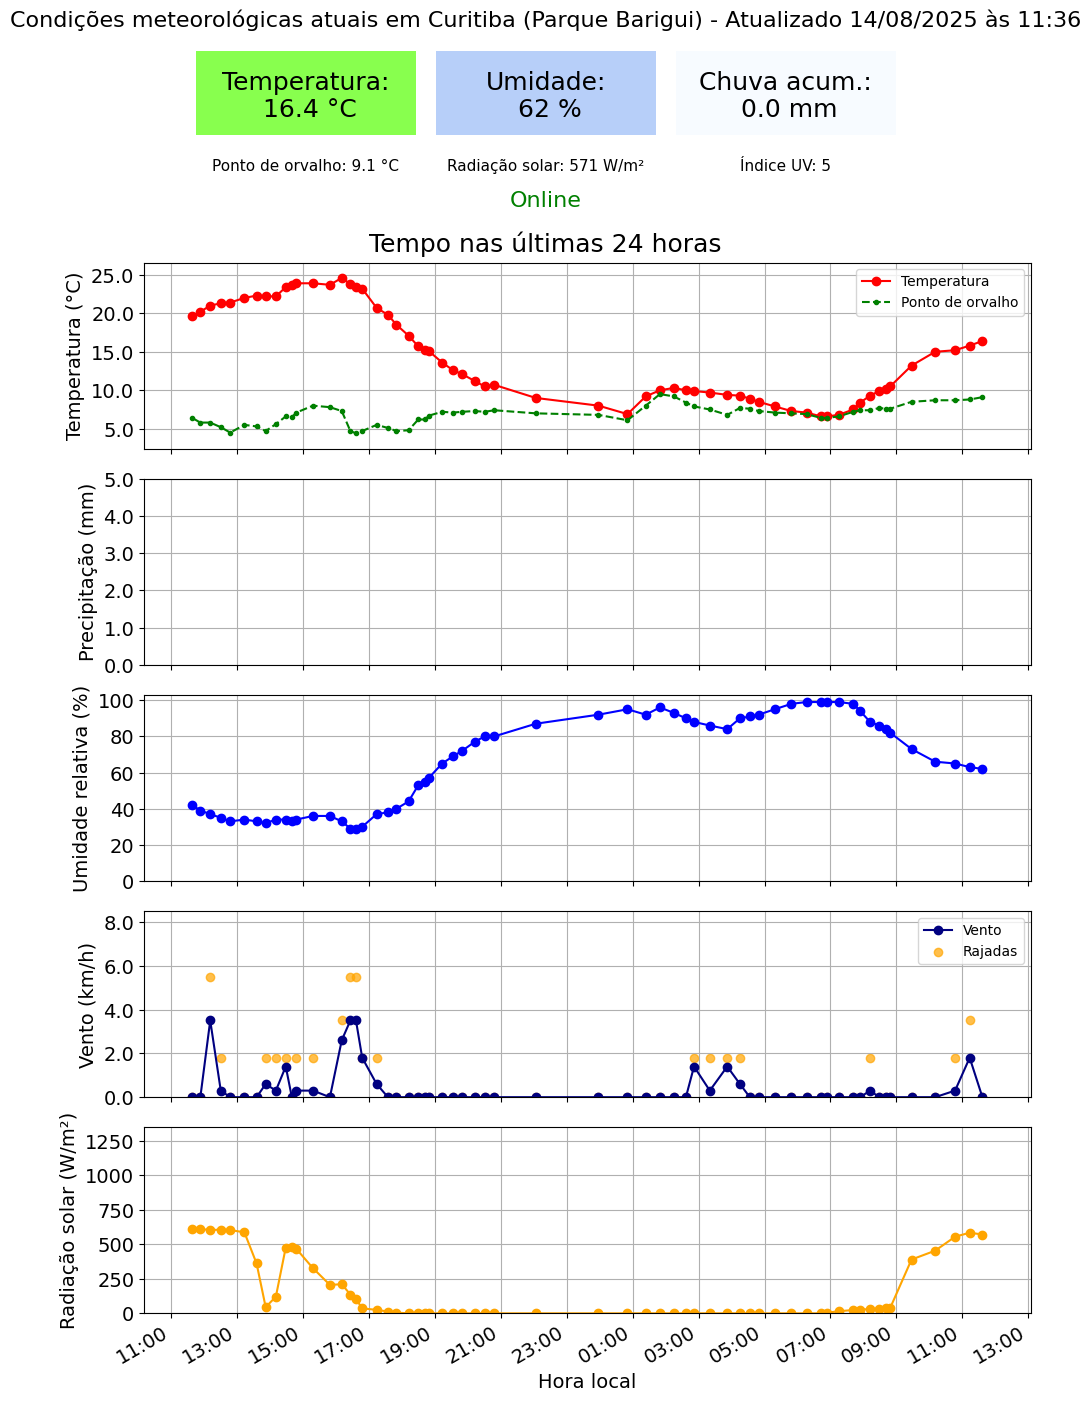 Condições meteorológicas atuais em Curitiba (Parque Barigui) - Atualizado 14/08/2025 às 11:36
Temperatura:
16.4 °C
Umidade:
62 %
Chuva acum.:
0.0 mm
Ponto de orvalho: 9.1 °C
Radiação solar: 571 W/m²
Índice UV: 5
Online
Tempo nas últimas 24 horas
Temperatura (°C)
25.0
20.0
15.0
10.0
5.0
Temperatura
Ponto de orvalho
Precipitação (mm)
5.0
4.0
3.0
2.0
1.0
0.0
Umidade relativa (%)
100
80
60
40
20
0
Vento (km/h)
8.0
6.0
4.0
2.0
0.0
Vento
Rajadas
Radiação solar (W/m²)
1250
1000
750
500
250
0
11:00
13:00
15:00
17:00
19:00
21:00
23:00
01:00
03:00
05:00
07:00
09:00
11:00
13:00
Hora local